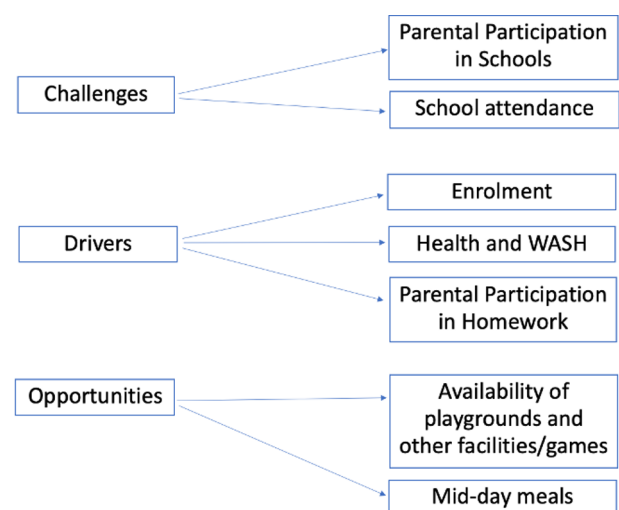 Challenges
Parental Participation
in Schools
School attendance
Drivers
Enrolment
Health and WASH
Parental Participation
in Homework
Opportunities
Availability of
playgrounds and
other facilities/games
Mid-day meals